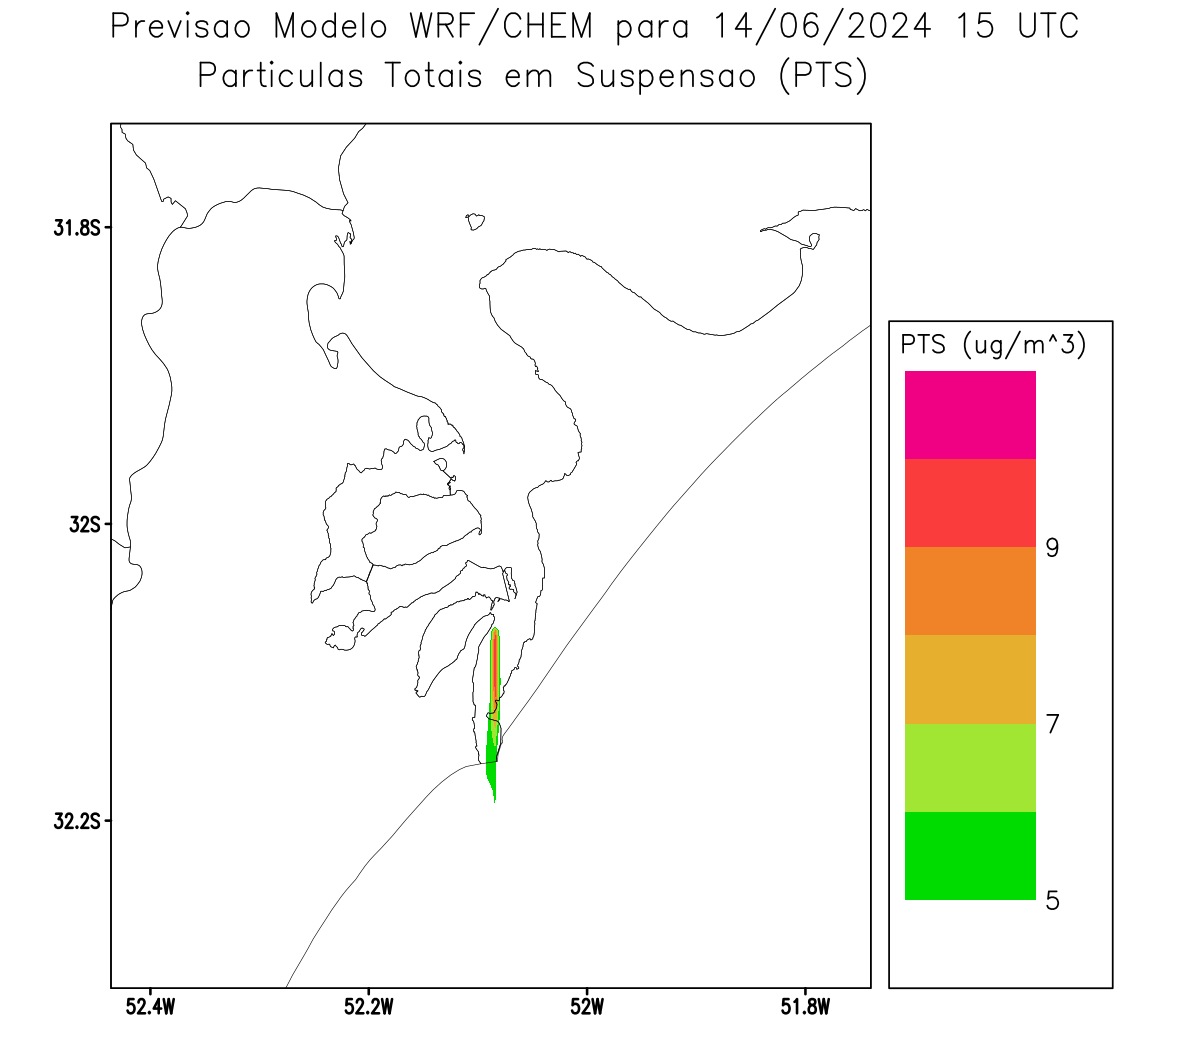 Previsao Modelo WRF/CHEM para 14/06/2024 15 UTC
Particulas Totais em Suspensao (PTS)
31.8S
32S
32.2S
52.4W
52.2W
52W
51.8W
PTS (ug/m^3)
9
7
5